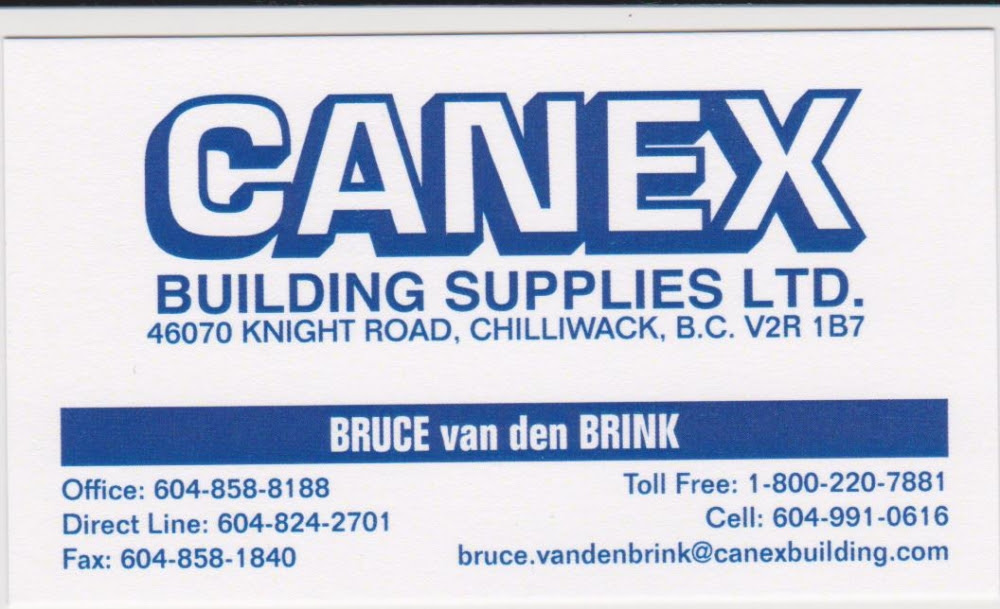 CANEX
BUILDING SUPPLIES LTD.
46070 KNIGHT ROAD, CHILLIWACK, B.C. V2R 1B7
BRUCE van den BRINK
Office: 604-858-8188
Direct Line: 604-824-2701
Fax: 604-858-1840
Toll Free: 1-800-220-7881
Cell: 604-991-0616
bruce.vandenbrink@canexbuilding.com